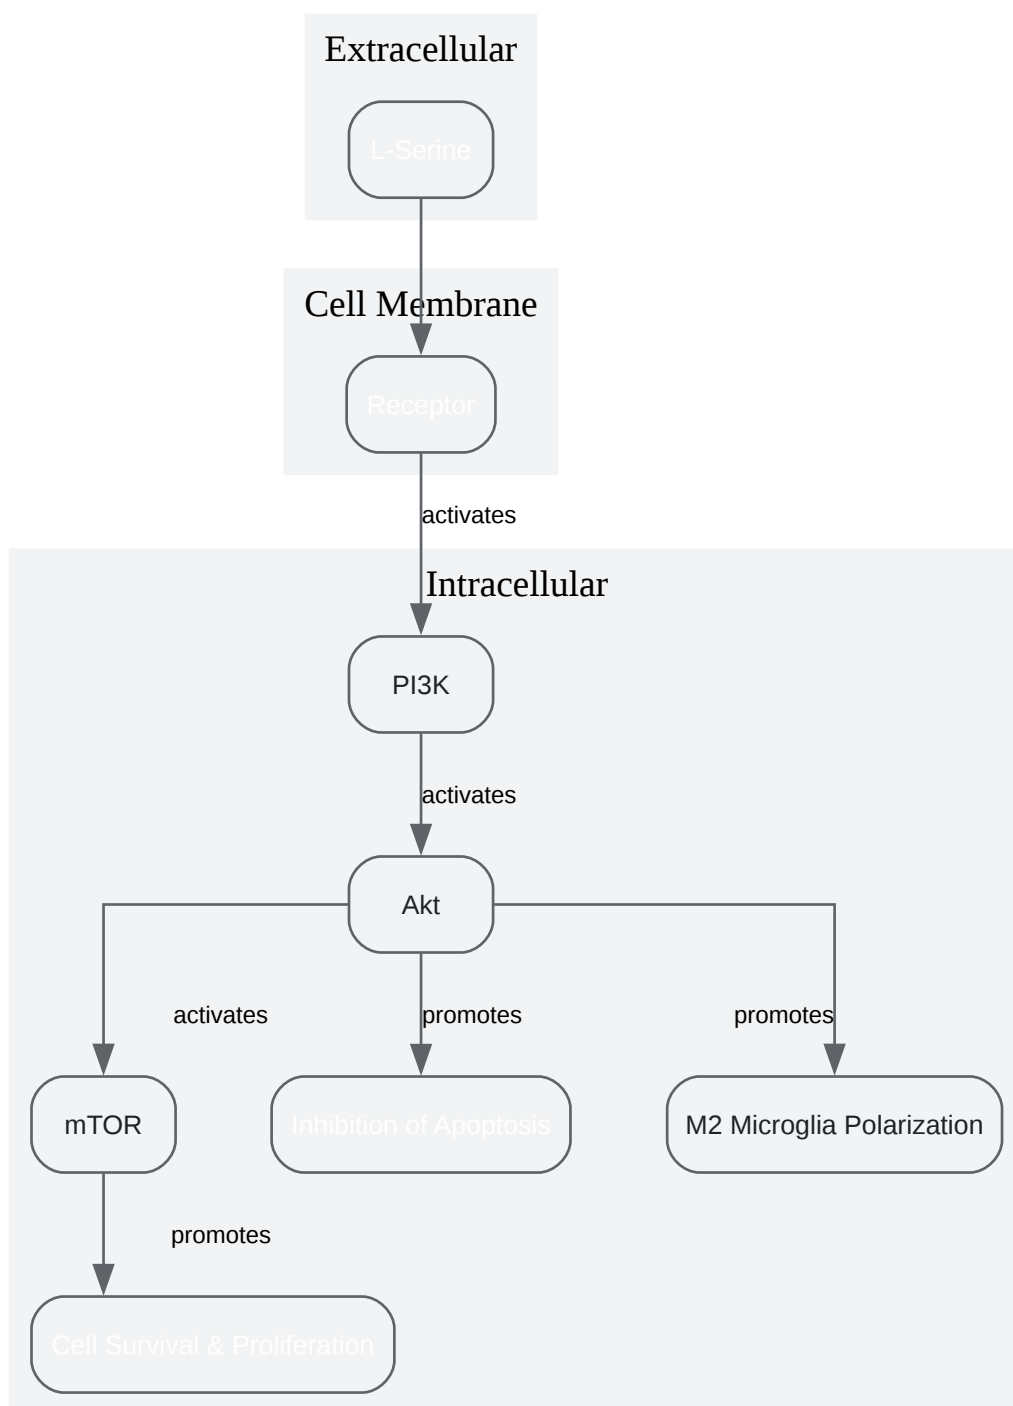 Extracellular
L-Serine
Cell Membrane
Receptor
activates
Intracellular
PI3K
activates
Akt
activates
promotes
promotes
mTOR
Inhibition of Apoptosis
M2 Microglia Polarization
promotes
Cell Survival & Proliferation